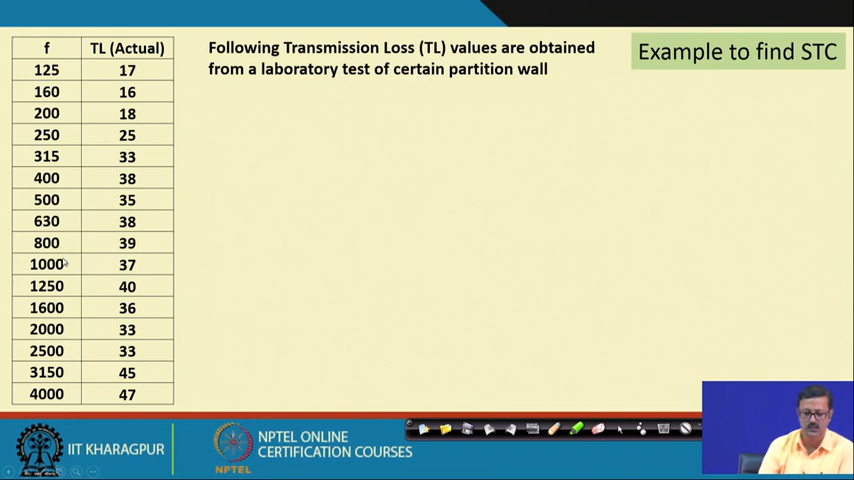 Example to find STC
Following Transmission Loss (TL) values are obtained
from a laboratory test of certain partition wall
f TL (Actual)
125 17
160 16
200 18
250 25
315 33
400 38
500 35
630 38
800 39
1000 37
1250 40
1600 36
2000 33
2500 33
3150 45
4000 47
IIT KHARAGPUR
NPTEL
NPTEL ONLINE
CERTIFICATION COURSES